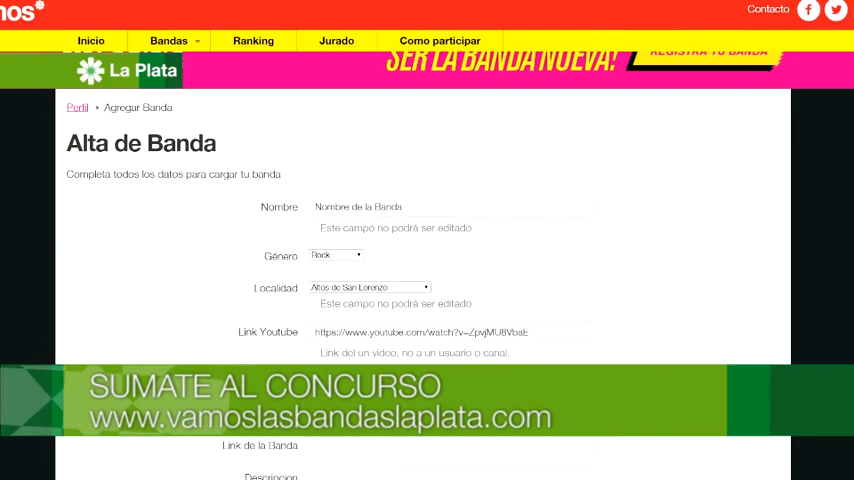 Contacto
Inicio
Bandas
Ranking
Jurado
Como participar
La Plata
SER LA BANDA NUEVA!
REGISTRA TU BANDA
Perfil
Agregar Banda
Alta de Banda
Completá todos los datos para cargar tu banda
Nombre
Nombre de la Banda
Este campo no podrá ser editado
Género
Rock
Localidad
Altos de San Lorenzo
Este campo no podrá ser editado
Link Youtube
https://www.youtube.com/watch?v=ZpvjMU8VbaE
Link del un video, no a un usuario o canal.
SUMATE AL CONCURSO
www.vamoslasbandaslaplata.com
Link de la Banda
Descripcion